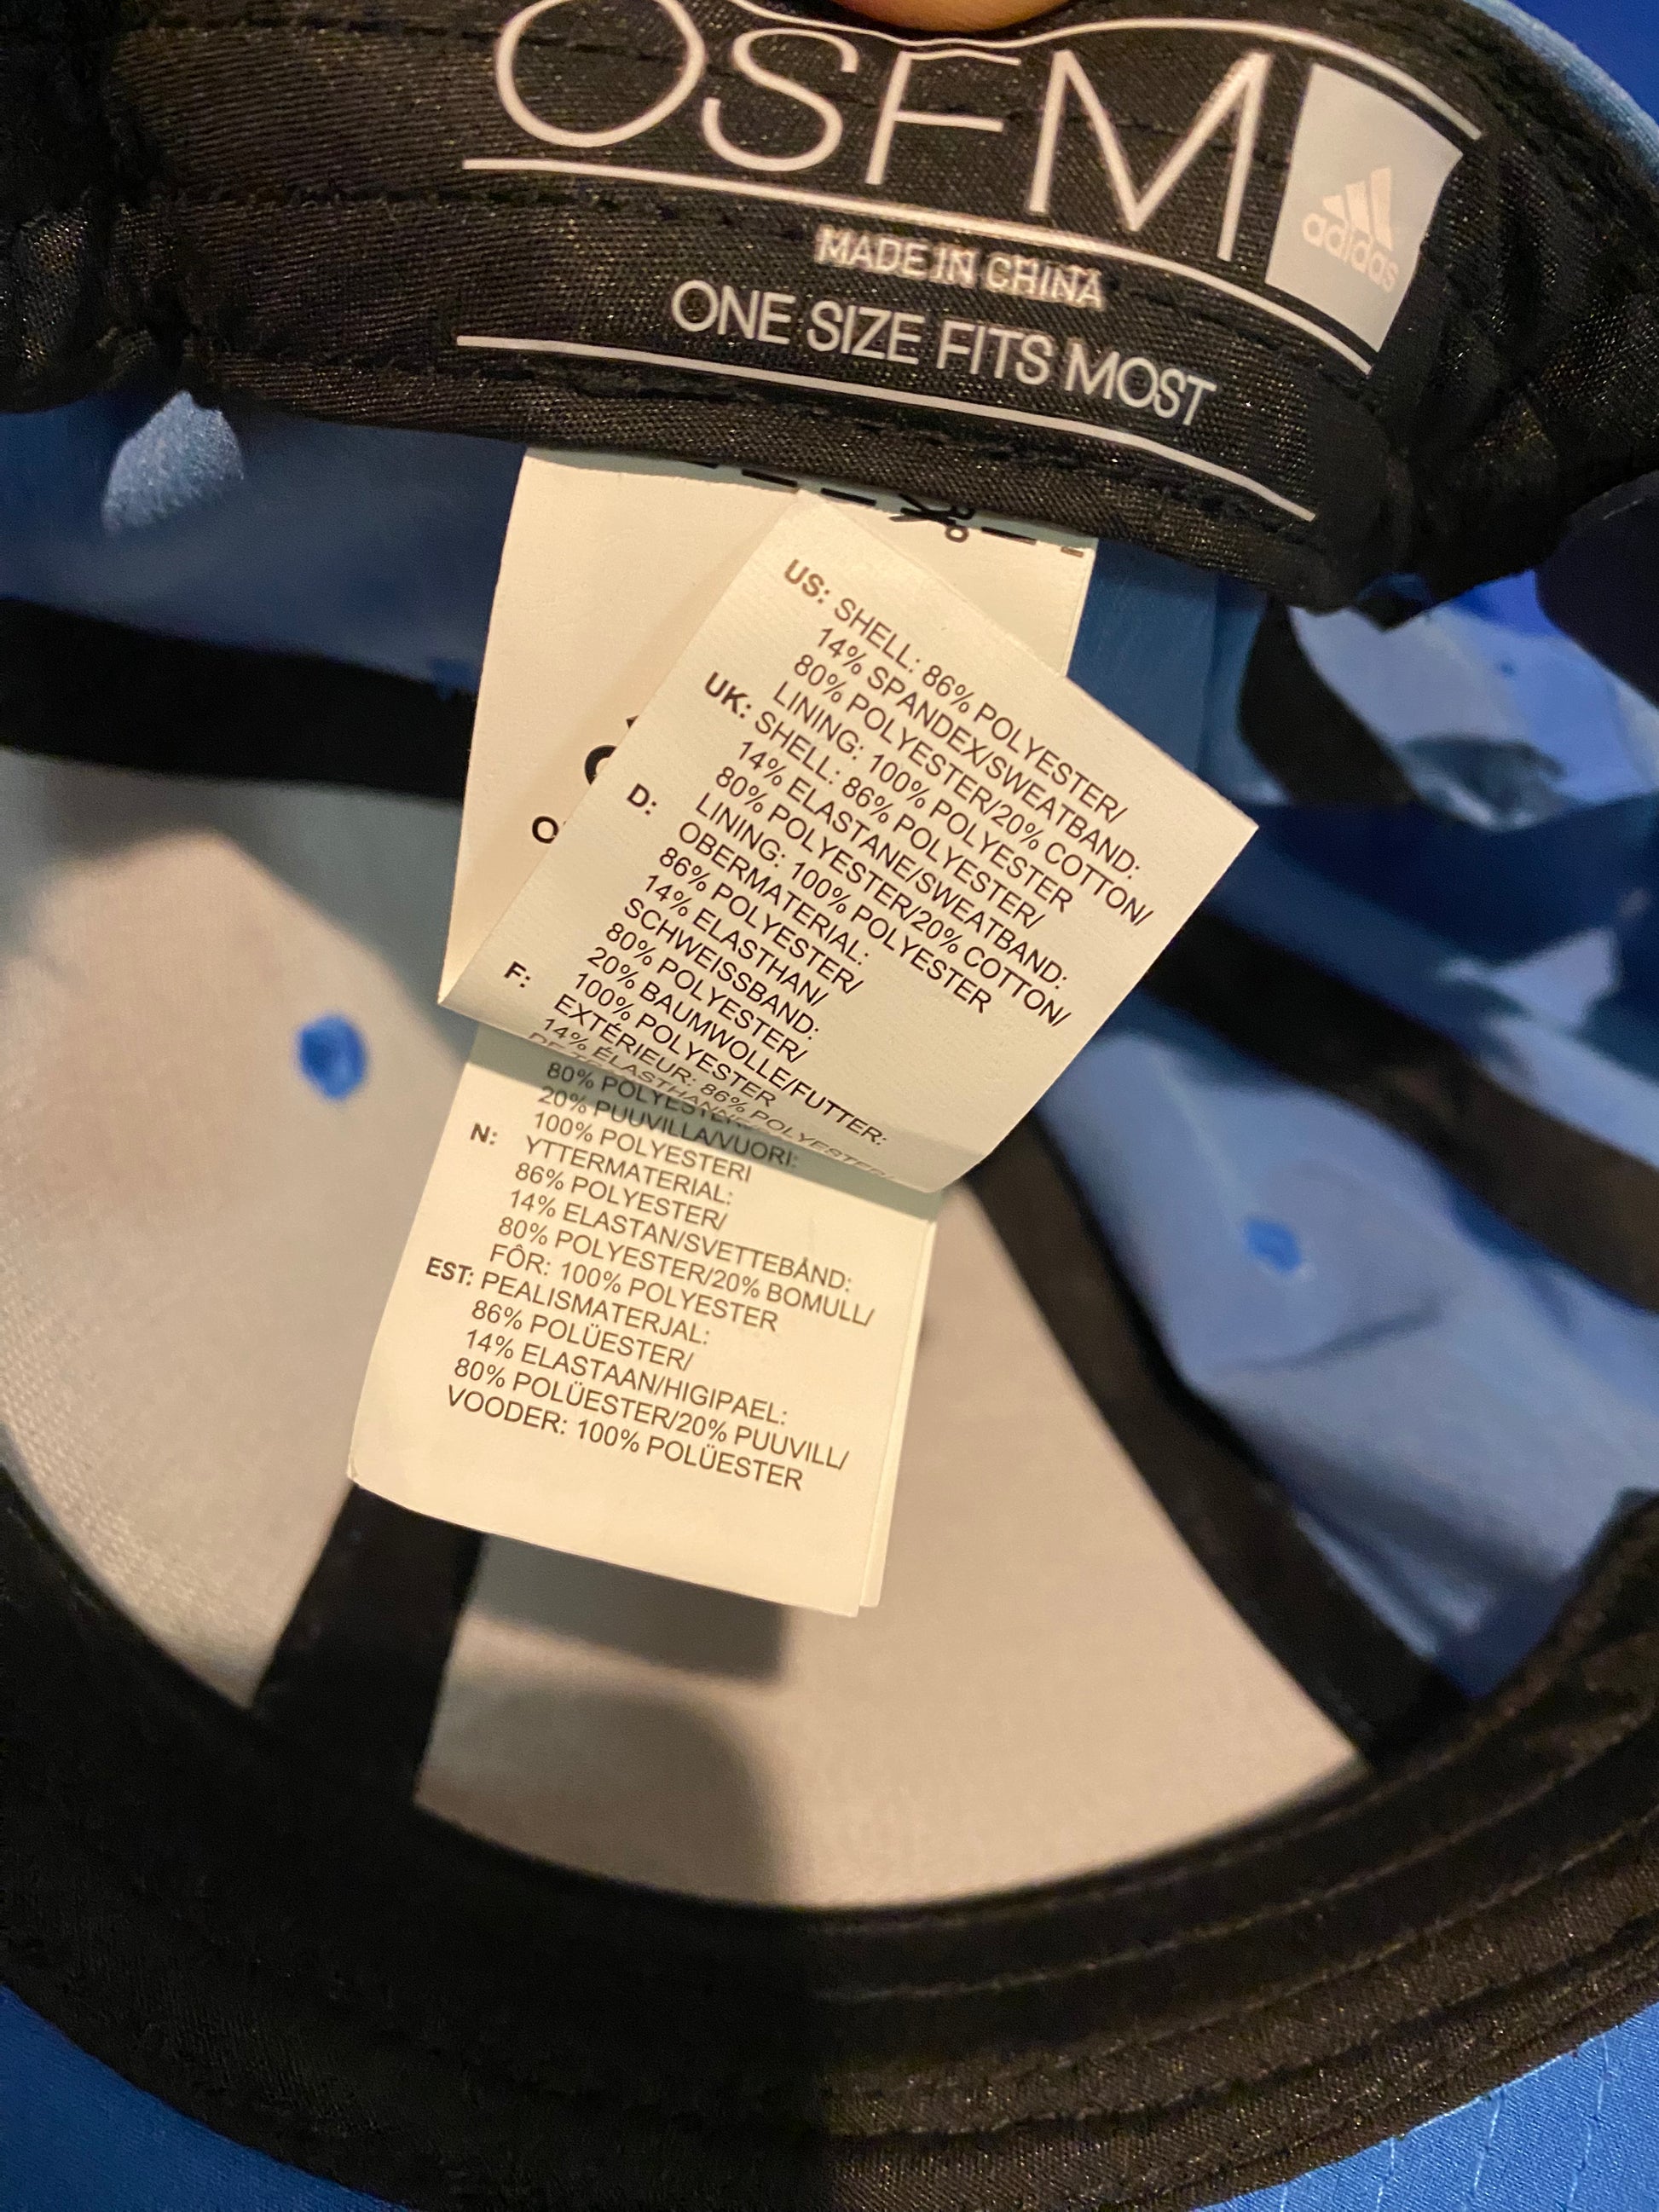 OSFM
adidas
MADE IN CHINA
ONE SIZE FITS MOST
US: SHELL: 86% POLYESTER/
14% SPANDEX/SWEATBAND:
80% POLYESTER/20% COTTON/
LINING: 100% POLYESTER
UK: SHELL: 86% POLYESTER/
14% ELASTANE/SWEATBAND:
80% POLYESTER/20% COTTON/
LINING: 100% POLYESTER
D: OBERMATERIAL:
86% POLYESTER/
14% ELASTHAN/
SCHWEISSBAND:
80% POLYESTER/
20% BAUMWOLLE/FUTTER:
100% POLYESTER
F: EXTÉRIEUR: 86% POLYESTER/
14% ÉLASTHANNE/
80% POLYESTERI/
20% PUUVILLA/VUORI:
100% POLYESTERI
N: YTTERMATERIAL:
86% POLYESTER/
14% ELASTAN/SVETTEBÅND:
80% POLYESTER/20% BOMULL/
FÔR: 100% POLYESTER
EST: PEALISMATERJAL:
86% POLÜESTER/
14% ELASTAAN/HIGIPAEL:
80% POLÜESTER/20% PUUVILL/
VOODER: 100% POLÜESTER